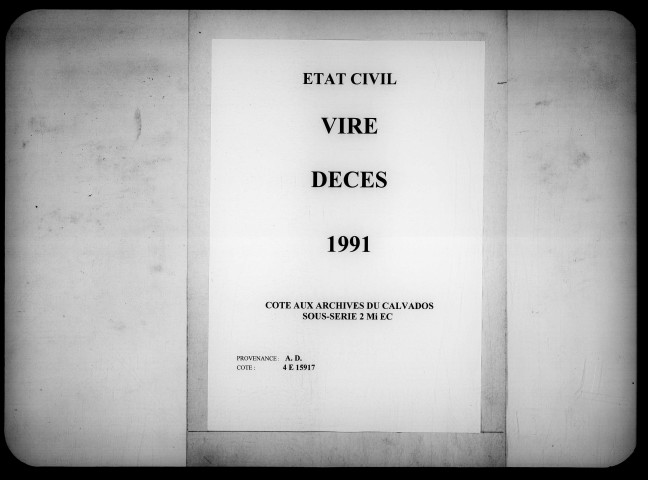 ETAT CIVIL
VIRE
DECES
1991
COTE AUX ARCHIVES DU CALVADOS
SOUS-SERIE 2 Mi EC
PROVENANCE : A. D.
COTE : 4 E 15917